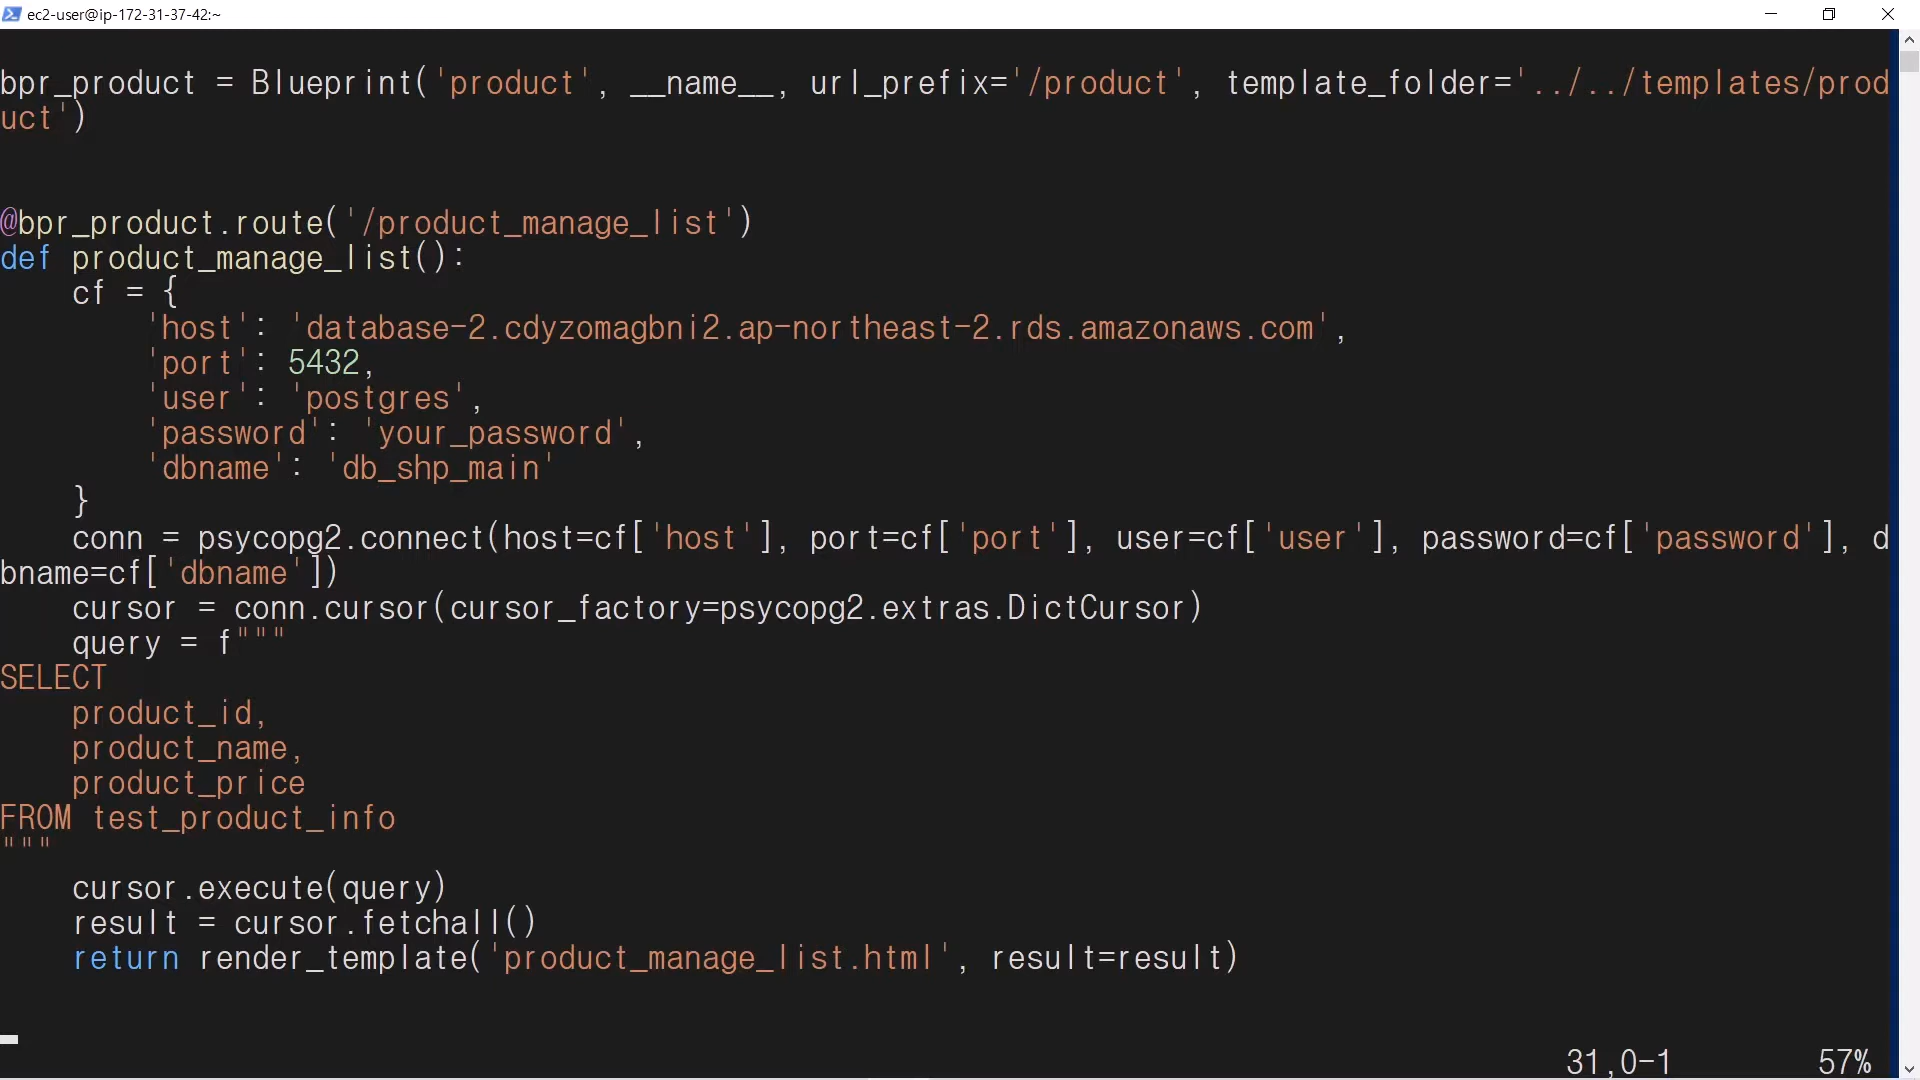 ec2-user@ip-172-31-37-42:~
bpr_product = Blueprint('product', __name__, url_prefix='/product', template_folder='../../templates/prod
uct')
@bpr_product.route('/product_manage_list')
def product_manage_list():
    cf = {
        'host': 'database-2.cdyzomagbni2.ap-northeast-2.rds.amazonaws.com',
        'port': 5432,
        'user': 'postgres',
        'password': 'your_password',
        'dbname': 'db_shp_main'
    }
    conn = psycopg2.connect(host=cf['host'], port=cf['port'], user=cf['user'], password=cf['password'], d
bname=cf['dbname'])
    cursor = conn.cursor(cursor_factory=psycopg2.extras.DictCursor)
    query = f"""
SELECT
    product_id,
    product_name,
    product_price
FROM test_product_info
"""
    cursor.execute(query)
    result = cursor.fetchall()
    return render_template('product_manage_list.html', result=result)
31,0-1 57%